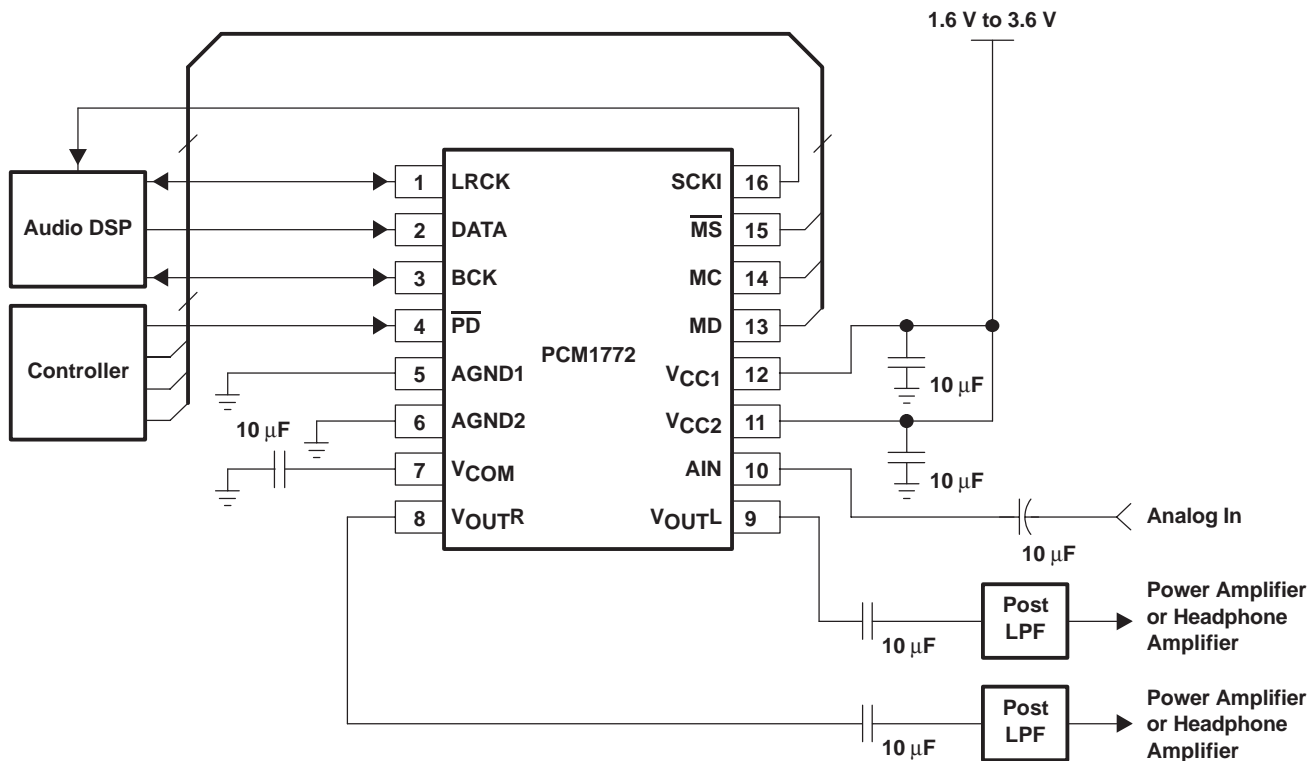 1.6 V to 3.6 V
Audio DSP
Controller
PCM1772
1 LRCK
2 DATA
3 BCK
4 PD
5 AGND1
6 AGND2
7 VCOM
8 VOUTR
SCKI 16
MS 15
MC 14
MD 13
VCC1 12
VCC2 11
AIN 10
VOUTL 9
10 μF
10 μF
10 μF
10 μF
Analog In
10 μF
Post
LPF
Power Amplifier
or Headphone
Amplifier
10 μF
Post
LPF
Power Amplifier
or Headphone
Amplifier